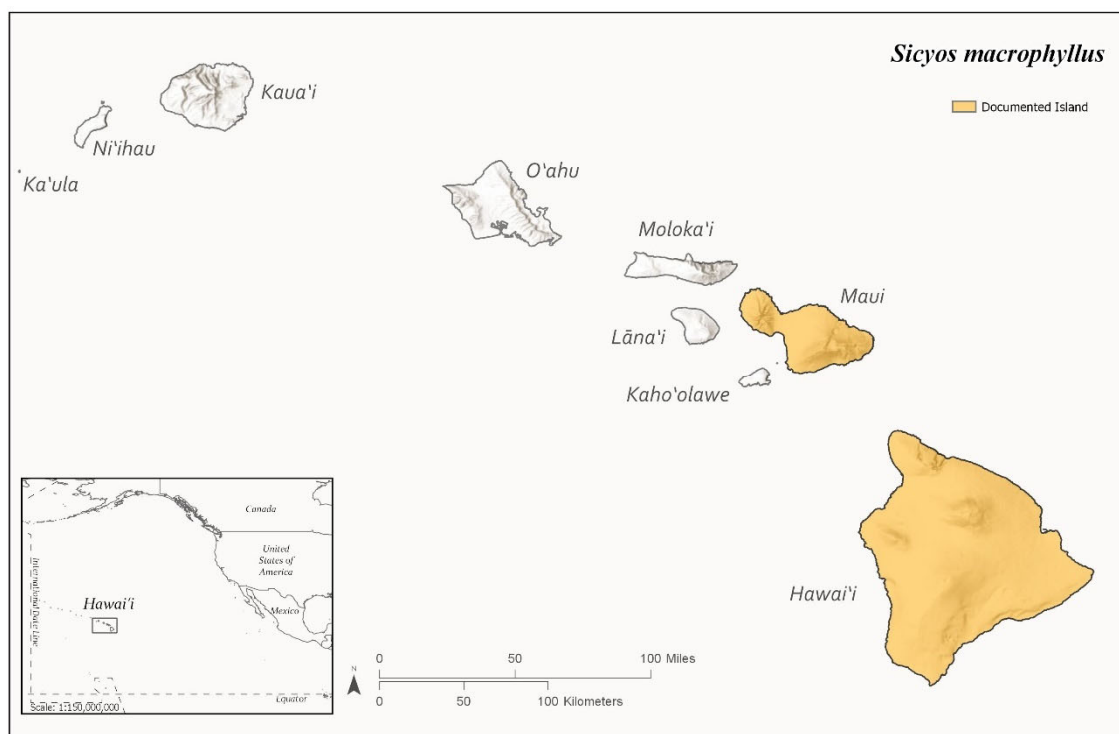 Sicyos macrophyllus
Documented Island
Kauaʻi
Niʻihau
Kaʻula
Oʻahu
Molokaʻi
Maui
Lānaʻi
Kahoʻolawe
Hawaiʻi
Canada
United
States of
America
Mexico
International Date Line
Hawaiʻi
Equator
Scale: 1:150,000,000
N
0 50 100 Miles
0 50 100 Kilometers